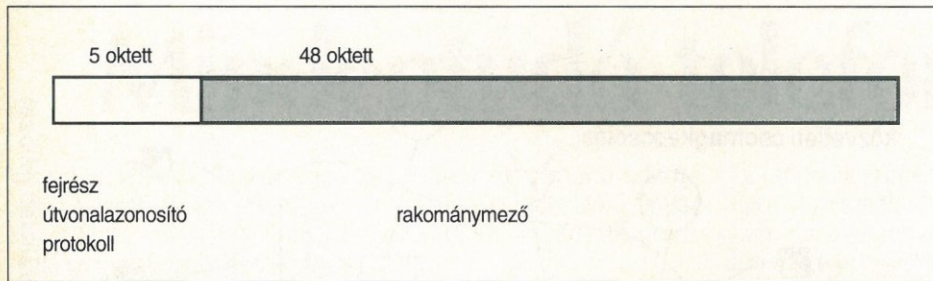 5 oktett 48 oktett
fejrész
útvonalazonosító rakománymező
protokoll